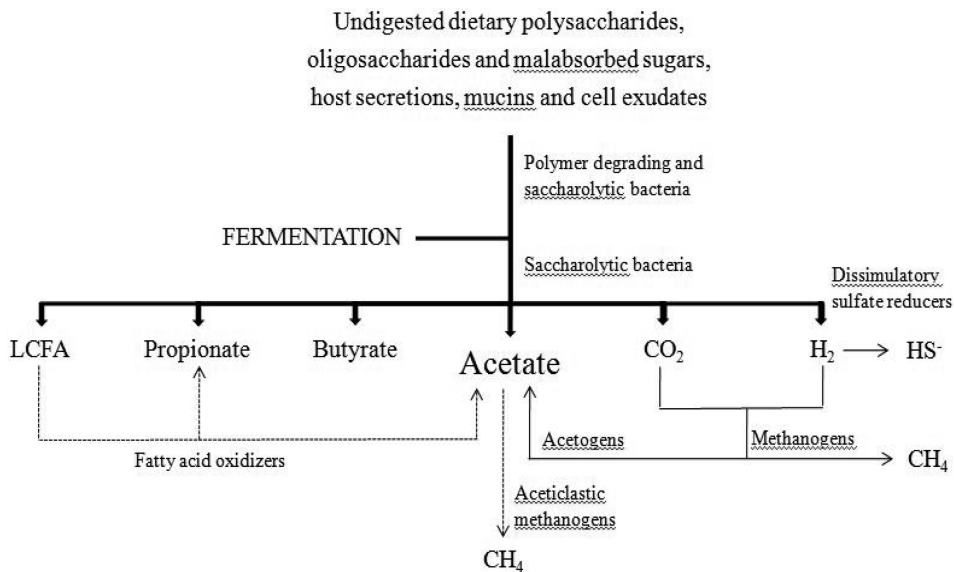 Undigested dietary polysaccharides,
oligosaccharides and malabsorbed sugars,
host secretions, mucins and cell exudates
Polymer degrading and
saccharolytic bacteria
FERMENTATION
Saccharolytic bacteria
Dissimulatory
sulfate reducers
LCFA
Propionate
Butyrate
Acetate
CO₂
H₂
HS⁻
Fatty acid oxidizers
Acetogens
Methanogens
CH₄
Aceticlastic
methanogens
CH₄